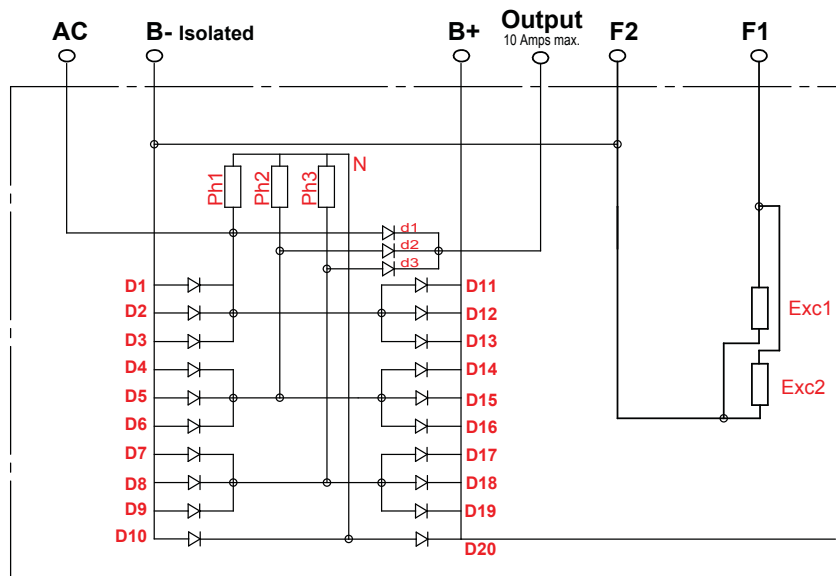 AC B- Isolated B+ Output F2 F1
10 Amps max.
Ph1 Ph2 Ph3 N
d1
d2
d3
D1 D11
D2 D12 Exc1
D3 D13
D4 D14
D5 D15 Exc2
D6 D16
D7 D17
D8 D18
D9 D19
D10 D20